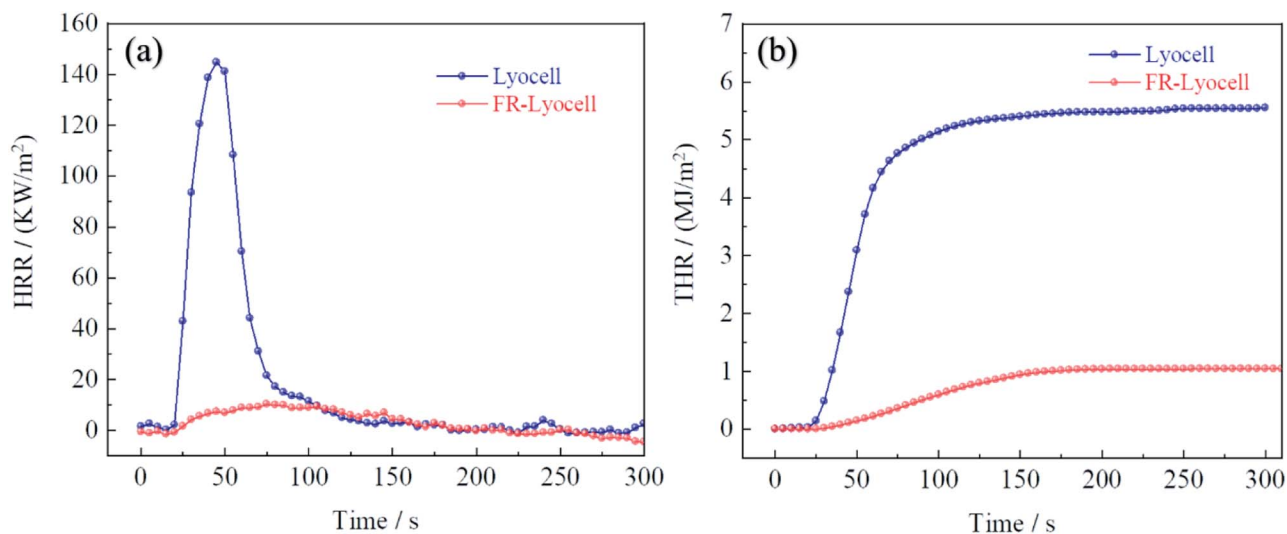 (a)
Lyocell
FR-Lyocell
HRR / (KW/m²)
160
140
120
100
80
60
40
20
0
0 50 100 150 200 250 300
Time / s
(b)
Lyocell
FR-Lyocell
THR / (MJ/m²)
7
6
5
4
3
2
1
0
0 50 100 150 200 250 300
Time / s